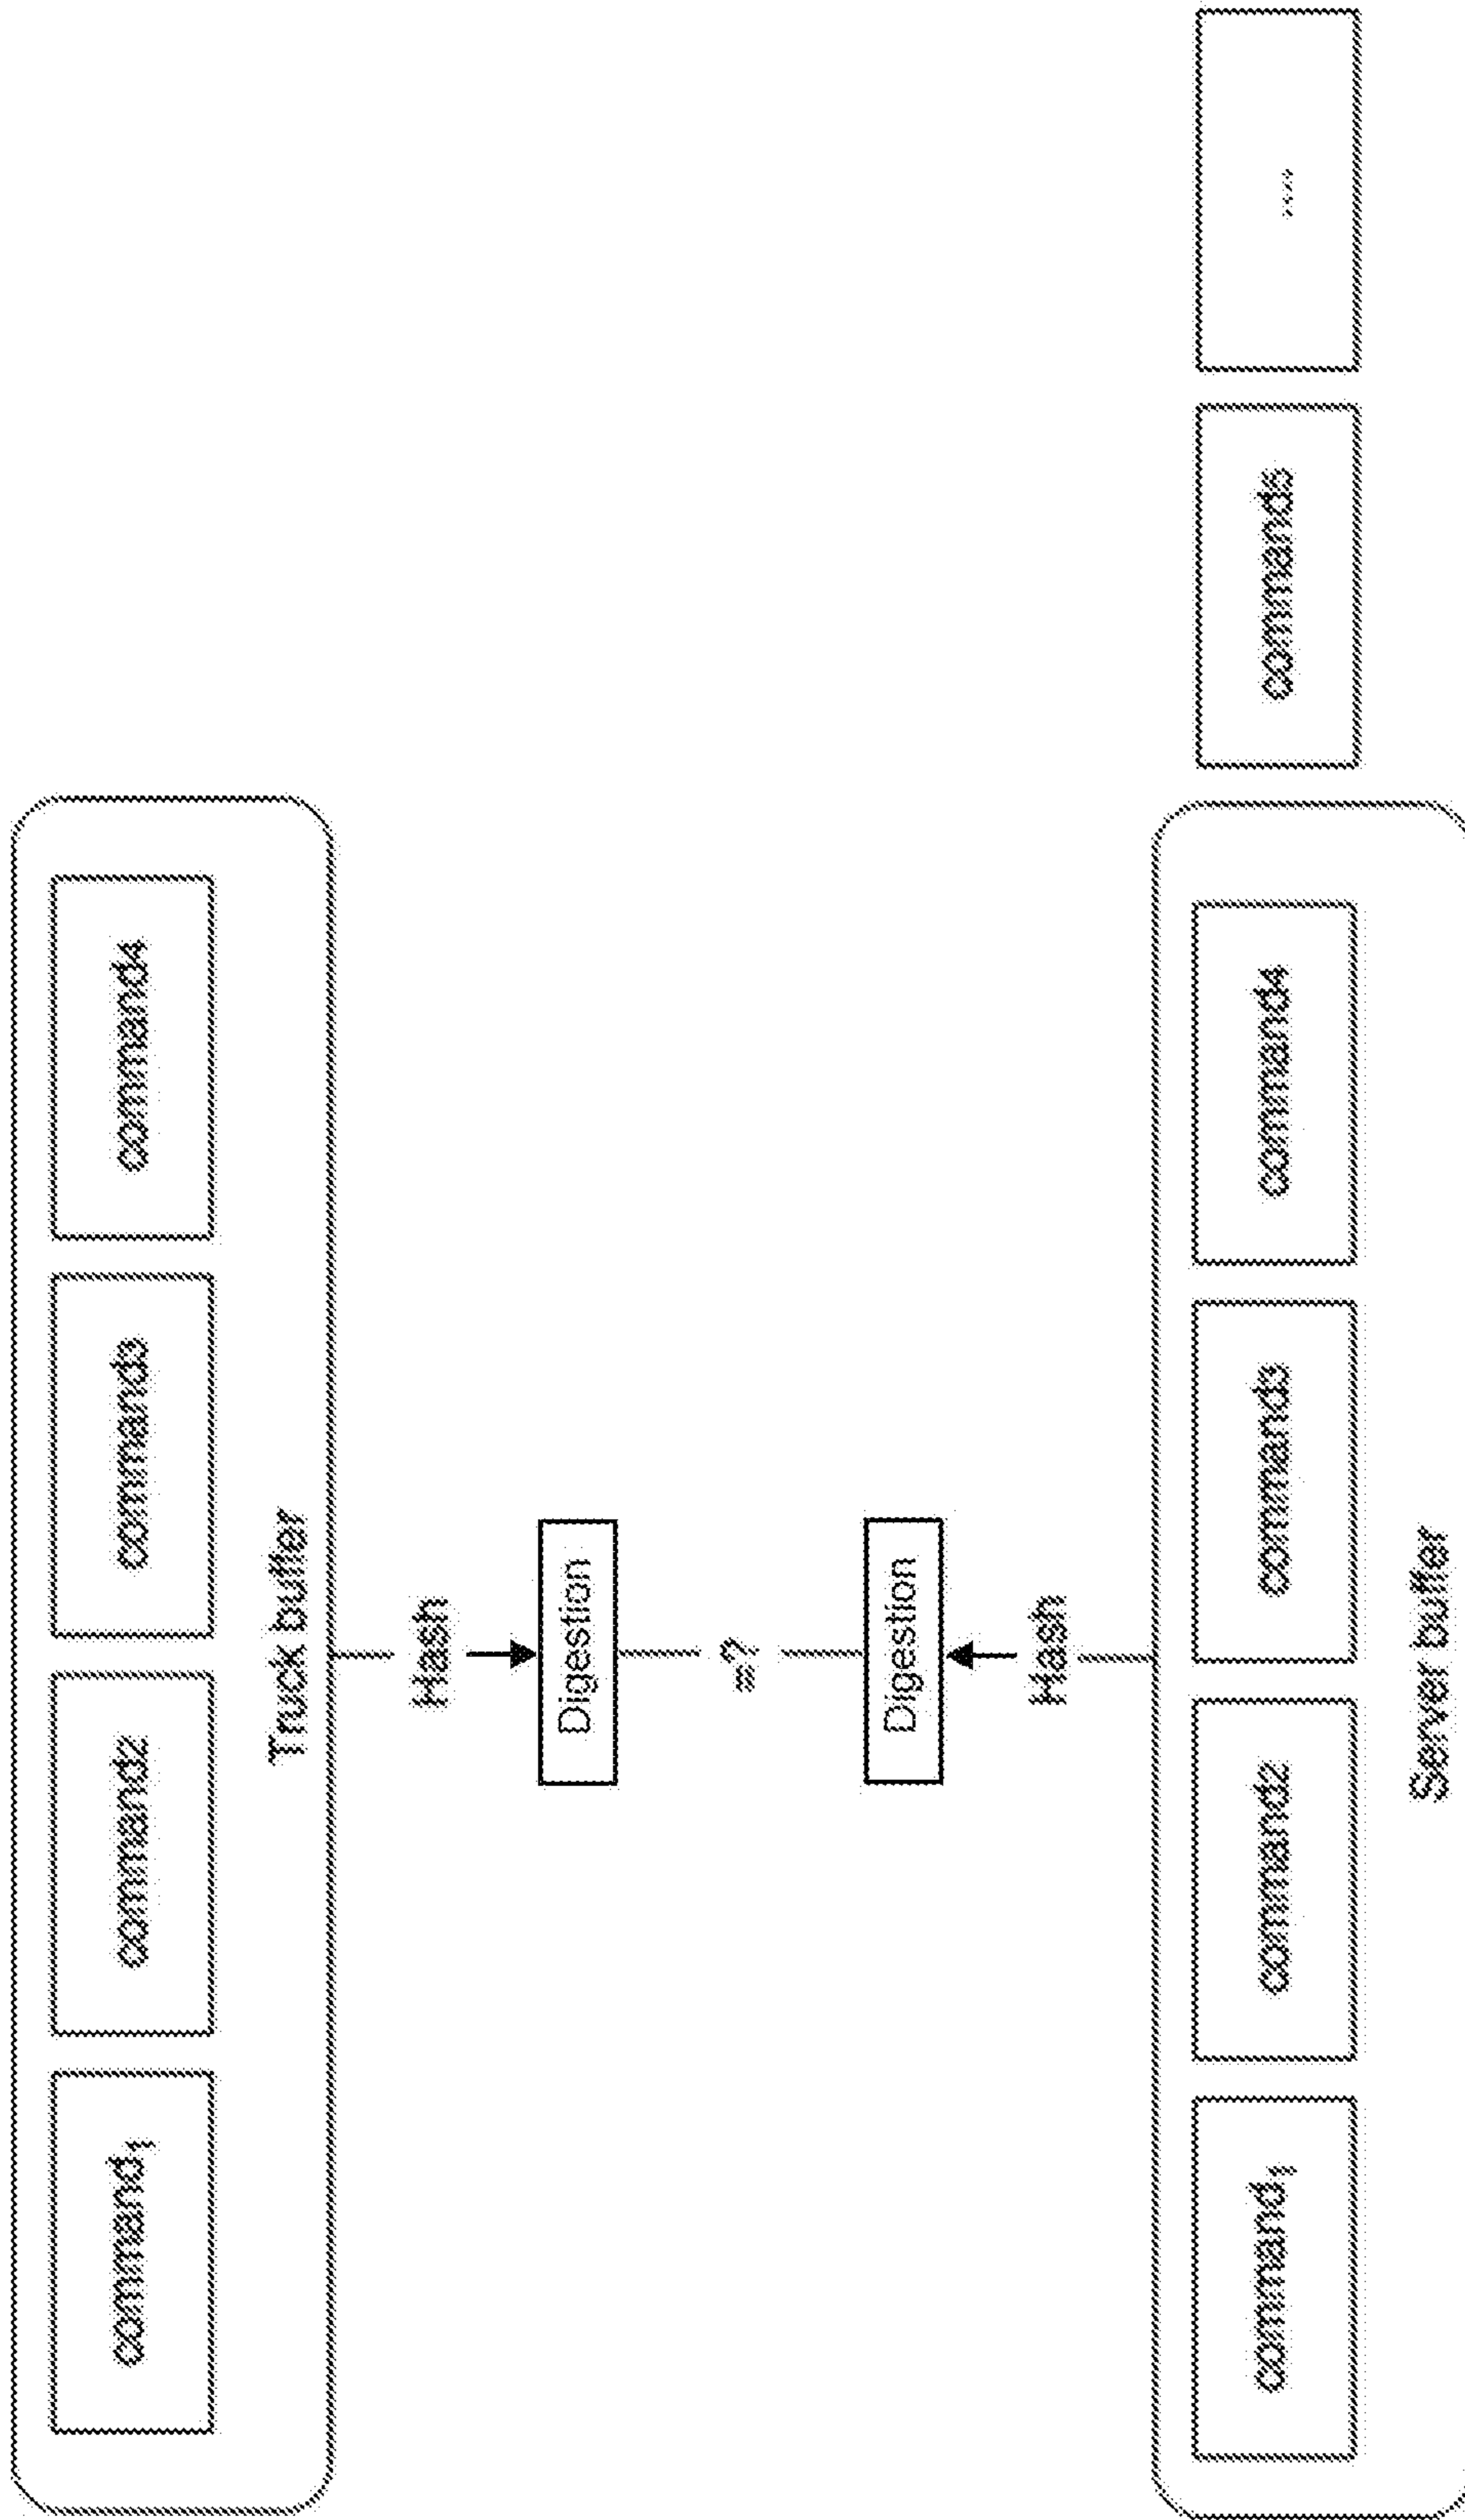 command₁
command₂
command₃
command₄
Truck buffer
Hash
Digestion
=?
Digestion
Hash
command₁
command₂
command₃
command₄
command₅
....
Server buffer